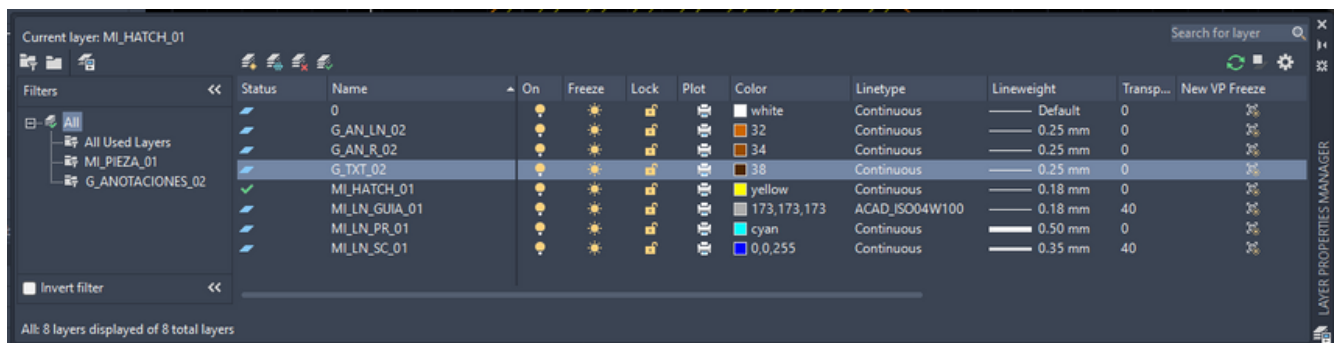 Current layer: MI_HATCH_01
Search for layer
Filters
Status Name On Freeze Lock Plot Color Linetype Lineweight Transp... New VP Freeze
All
All Used Layers
MI_PIEZA_01
G_ANOTACIONES_02
0 white Continuous Default 0
G_AN_LN_02 32 Continuous 0.25 mm 0
G_AN_R_02 34 Continuous 0.25 mm 0
G_TXT_02 38 Continuous 0.25 mm 0
MI_HATCH_01 yellow Continuous 0.18 mm 0
MI_LN_GUIA_01 173,173,173 ACAD_ISO04W100 0.18 mm 40
MI_LN_PR_01 cyan Continuous 0.50 mm 0
MI_LN_SC_01 0,0,255 Continuous 0.35 mm 40
Invert filter
All: 8 layers displayed of 8 total layers
LAYER PROPERTIES MANAGER